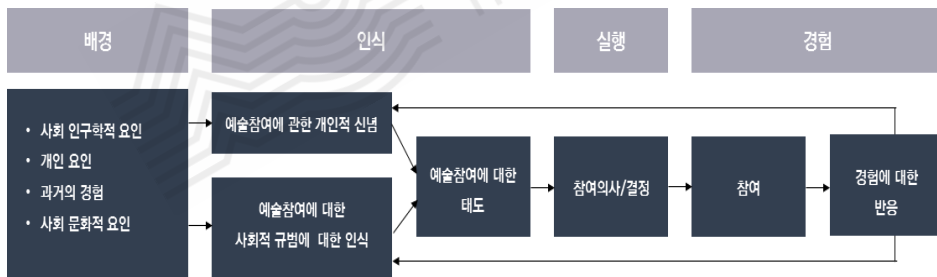 배경
인식
실행
경험
• 사회 인구학적 요인
• 개인 요인
• 과거의 경험
• 사회 문화적 요인
예술참여에 관한 개인적 신념
예술참여에 대한
사회적 규범에 대한 인식
예술참여에 대한
태도
참여의사/결정
참여
경험에 대한
반응